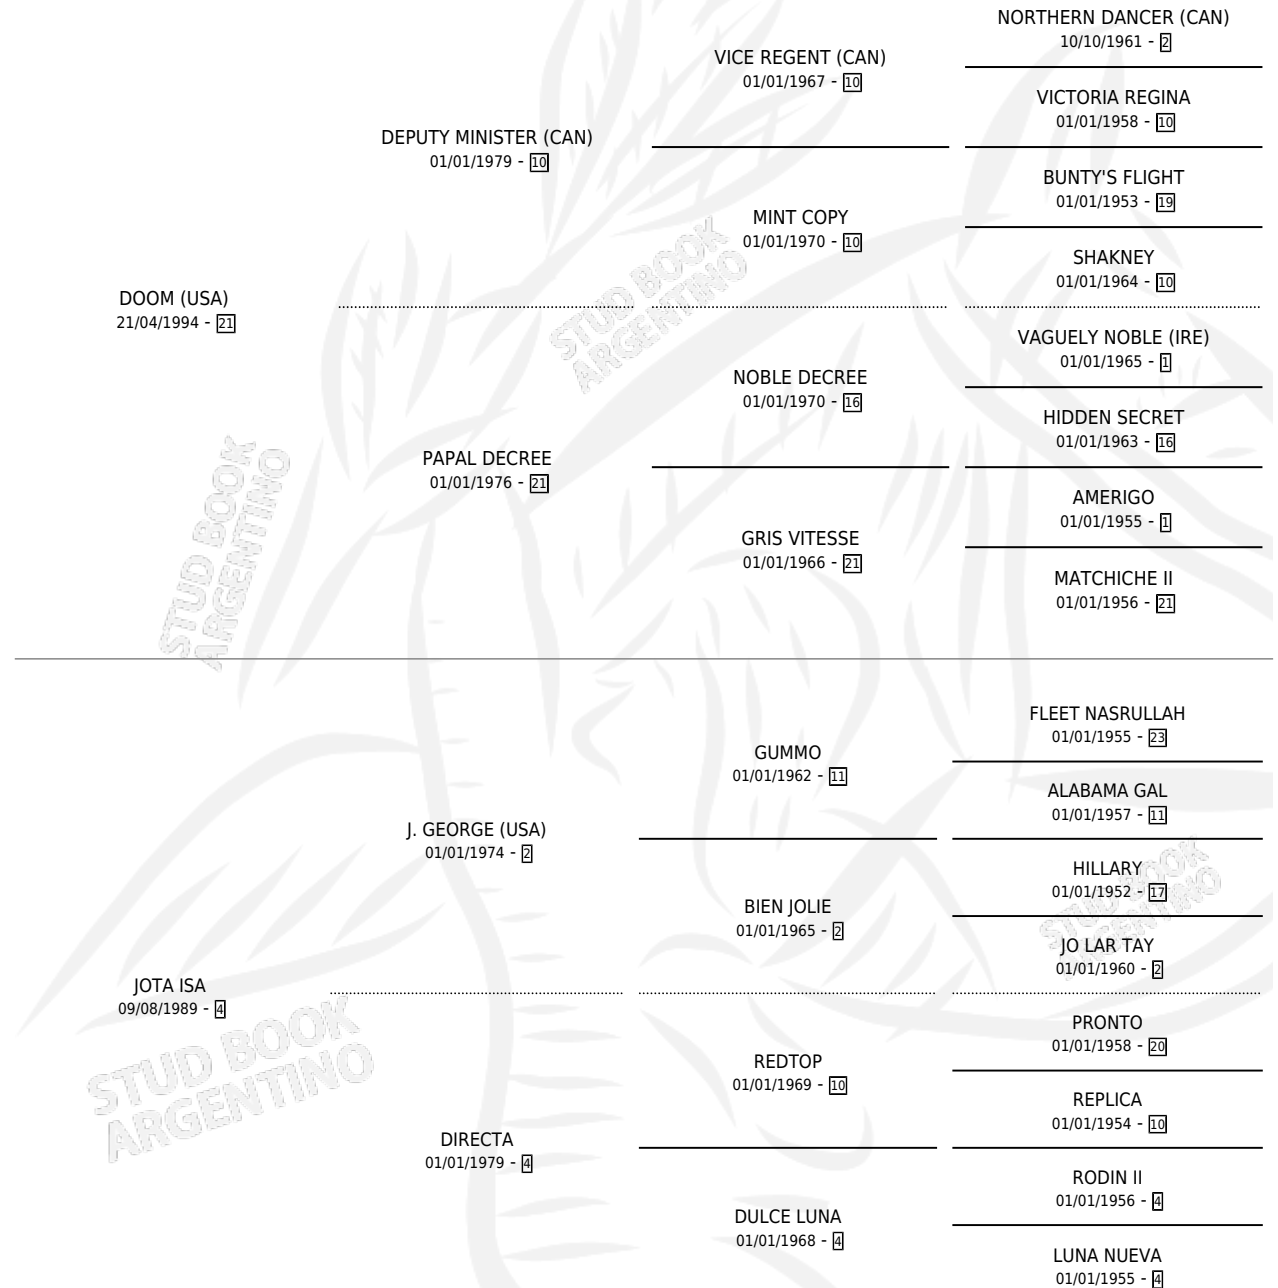 NORTHERN DANCER (CAN)
10/10/1961 - 2
VICE REGENT (CAN)
01/01/1967 - 10
VICTORIA REGINA
01/01/1958 - 10
DEPUTY MINISTER (CAN)
01/01/1979 - 10
BUNTY'S FLIGHT
01/01/1953 - 19
MINT COPY
01/01/1970 - 10
SHAKNEY
01/01/1964 - 10
DOOM (USA)
21/04/1994 - 21
STUD BOOK
ARGENTINO
VAGUELY NOBLE (IRE)
01/01/1965 - 1
NOBLE DECREE
01/01/1970 - 16
HIDDEN SECRET
01/01/1963 - 16
PAPAL DECREE
01/01/1976 - 21
AMERIGO
01/01/1955 - 1
GRIS VITESSE
01/01/1966 - 21
MATCHICHE II
01/01/1956 - 21
STUD BOOK
ARGENTINO
FLEET NASRULLAH
01/01/1955 - 23
GUMMO
01/01/1962 - 11
ALABAMA GAL
01/01/1957 - 11
J. GEORGE (USA)
01/01/1974 - 2
HILLARY
01/01/1952 - 17
BIEN JOLIE
01/01/1965 - 2
STUD BOOK
ARGENTINO
JO LAR TAY
01/01/1960 - 2
JOTA ISA
09/08/1989 - 4
PRONTO
01/01/1958 - 20
REDTOP
01/01/1969 - 10
STUD BOOK
ARGENTINO
REPLICA
01/01/1954 - 10
DIRECTA
01/01/1979 - 4
RODIN II
01/01/1956 - 4
DULCE LUNA
01/01/1968 - 4
LUNA NUEVA
01/01/1955 - 4